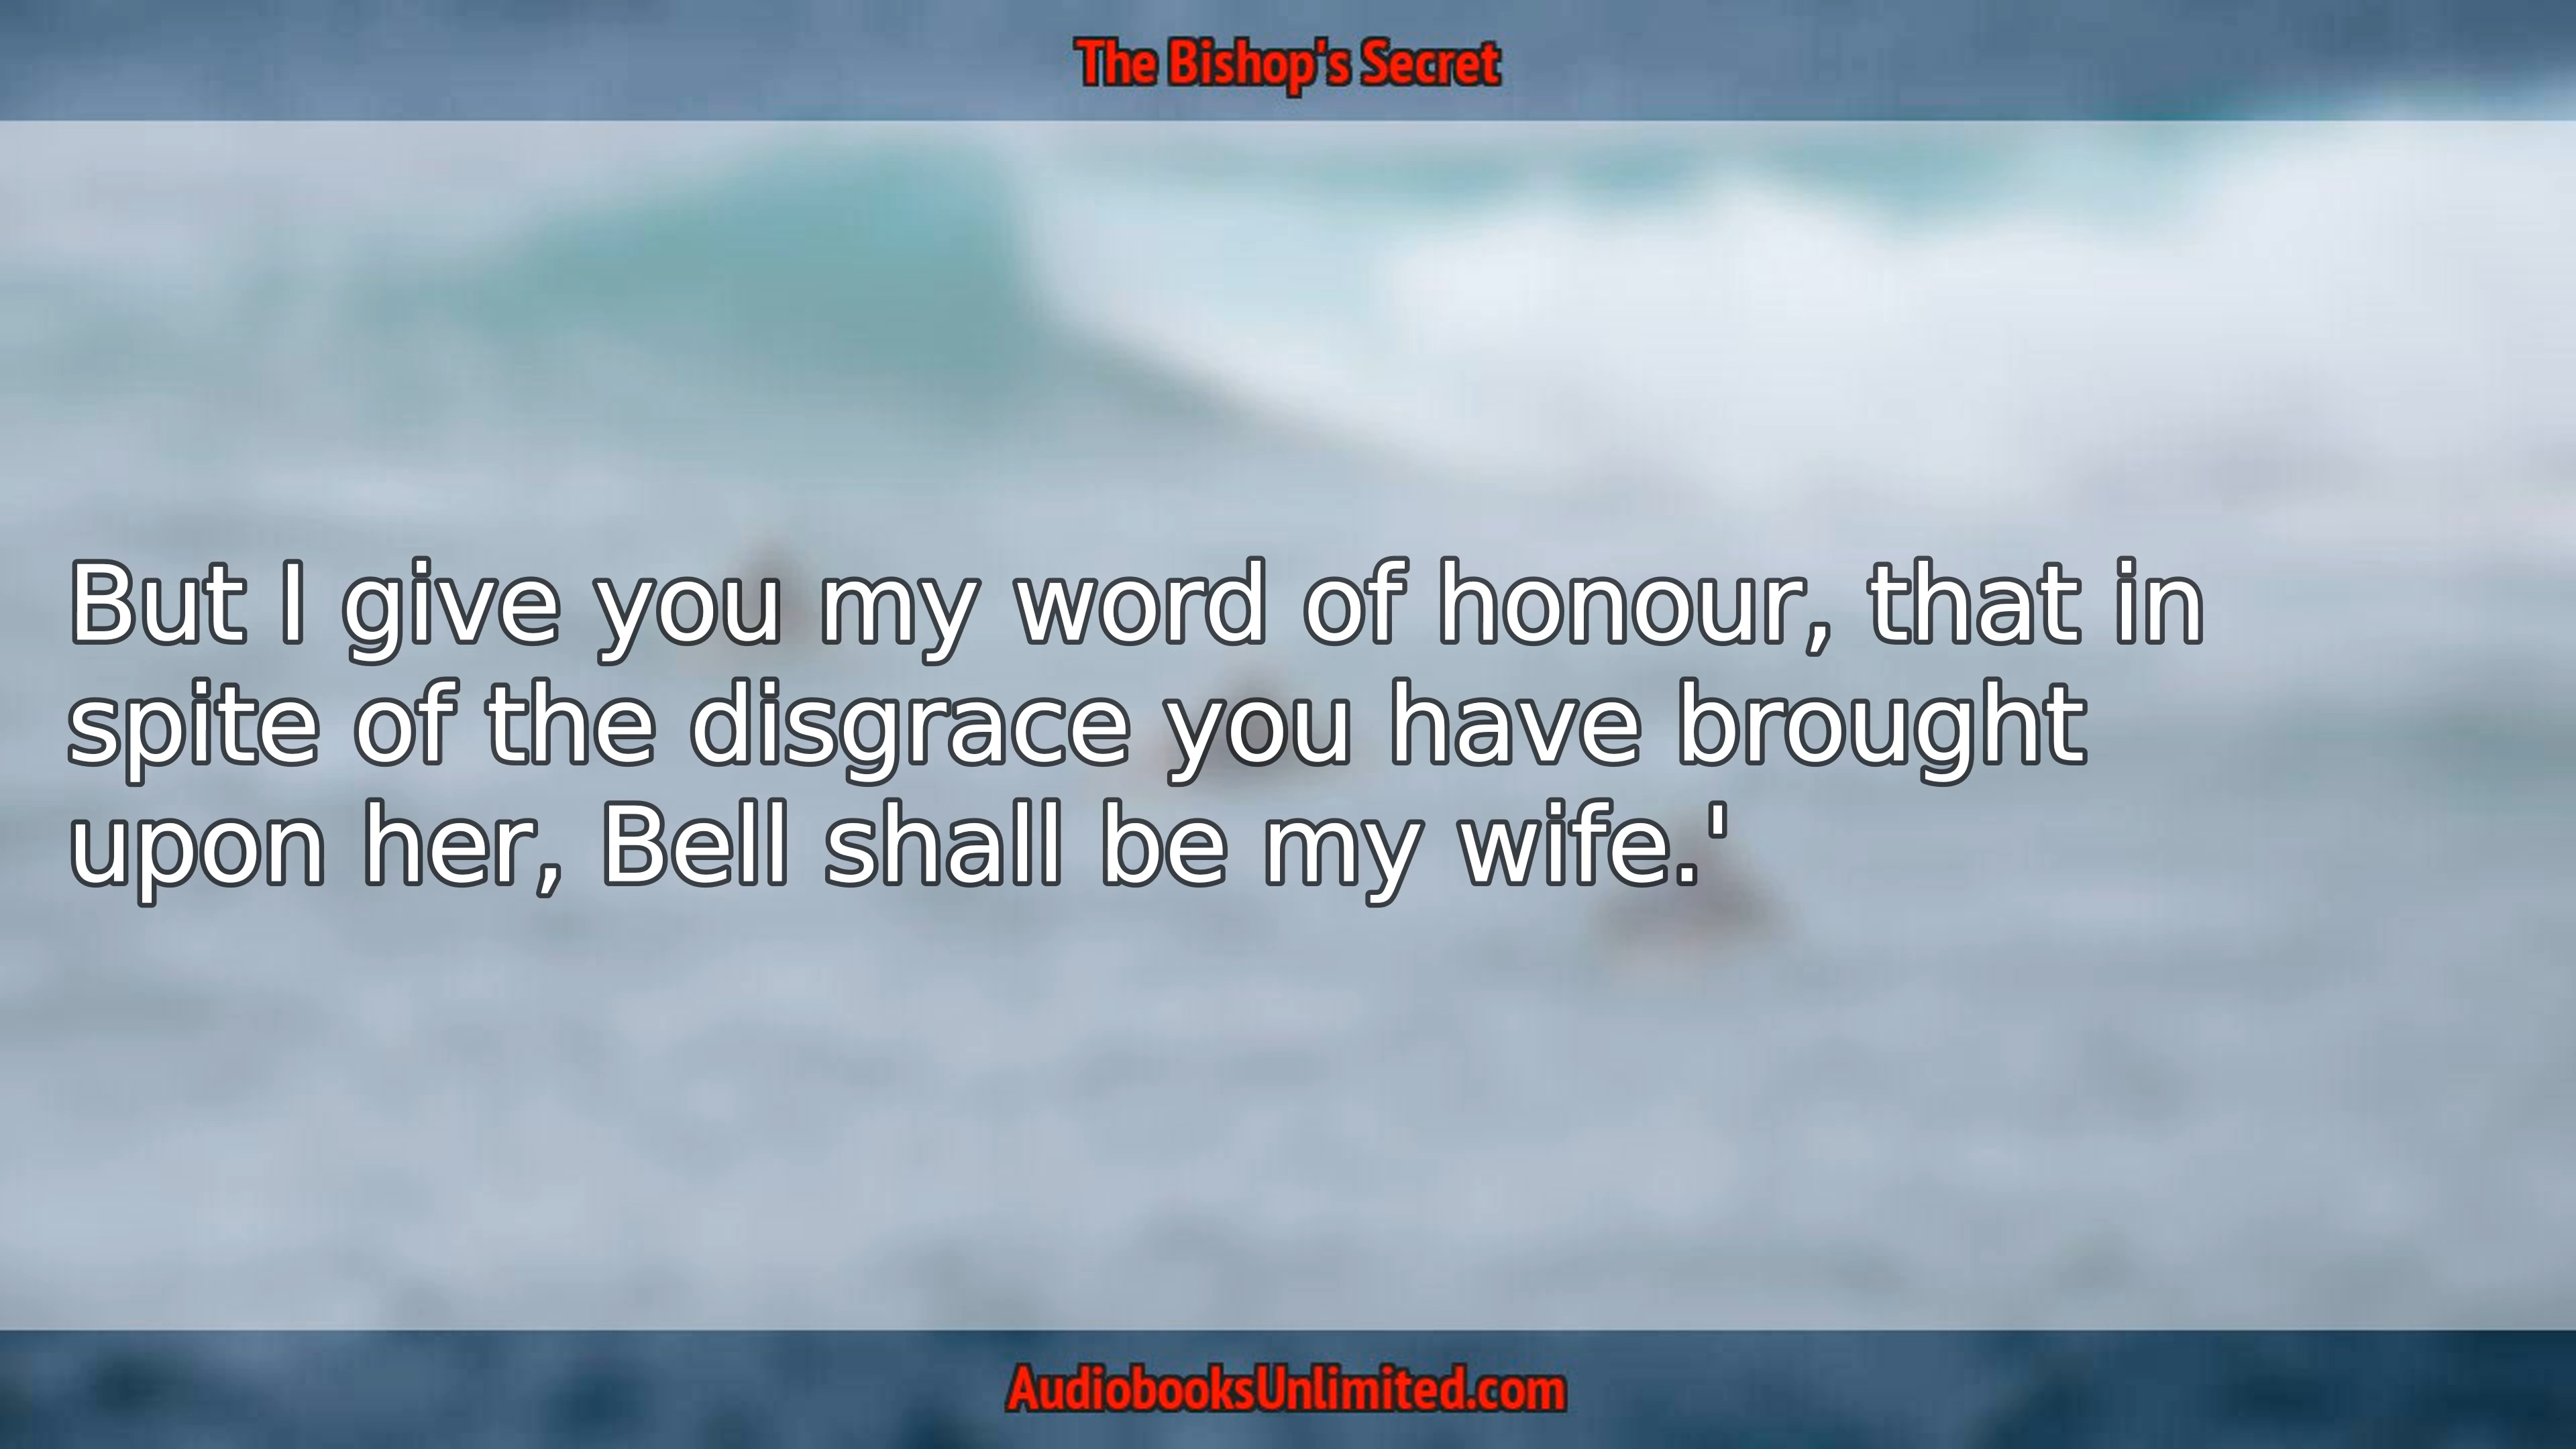 The Bishop's Secret
But I give you my word of honour, that in
spite of the disgrace you have brought
upon her, Bell shall be my wife.'
AudiobooksUnlimited.com